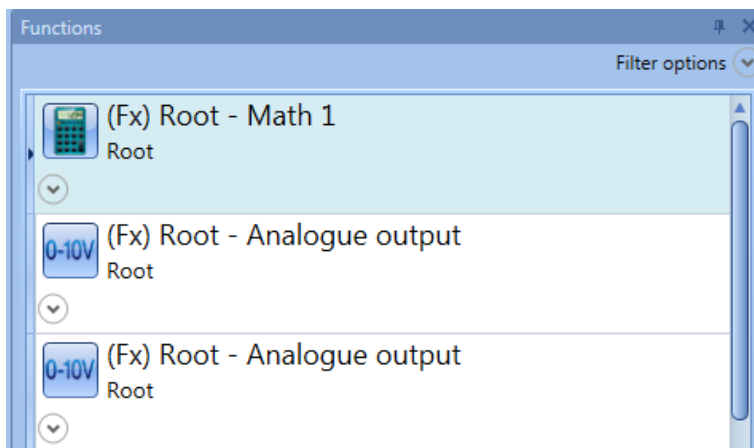 Functions
Filter options
(Fx) Root - Math 1
Root
(Fx) Root - Analogue output
0-10V
Root
(Fx) Root - Analogue output
0-10V
Root